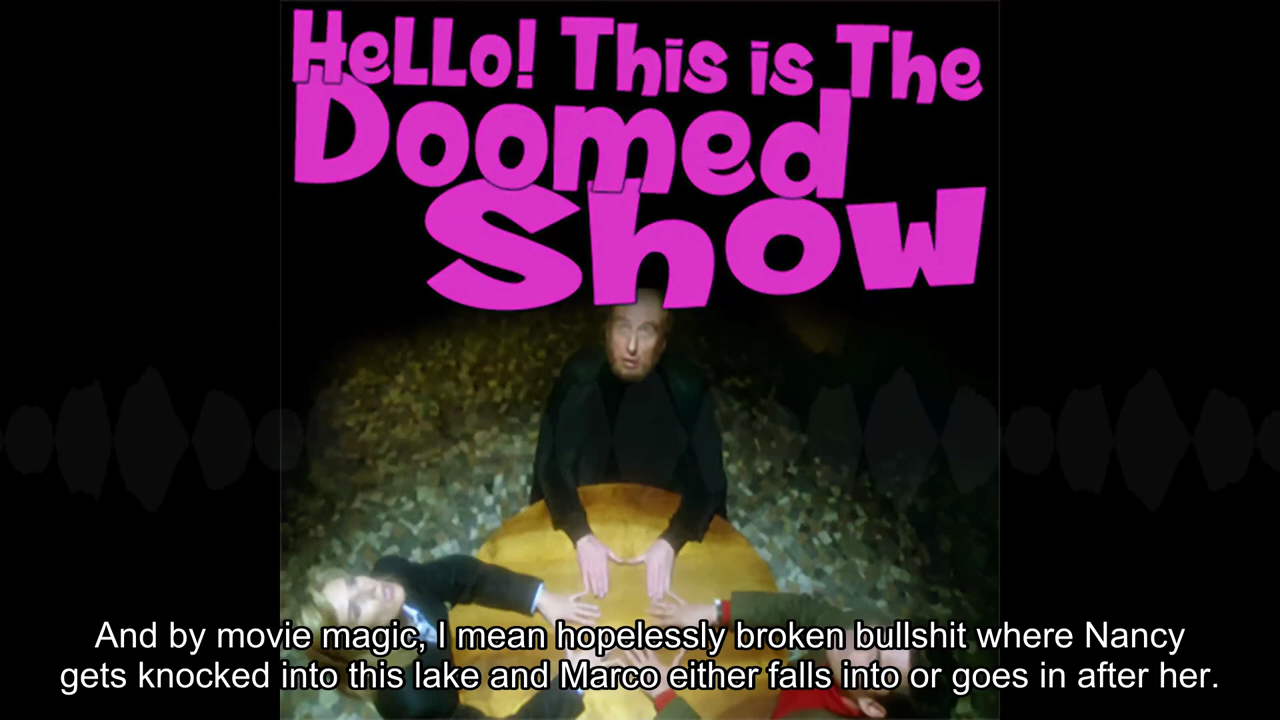 HeLLo! This is The
Doomed
Show
And by movie magic, I mean hopelessly broken bullshit where Nancy
gets knocked into this lake and Marco either falls into or goes in after her.